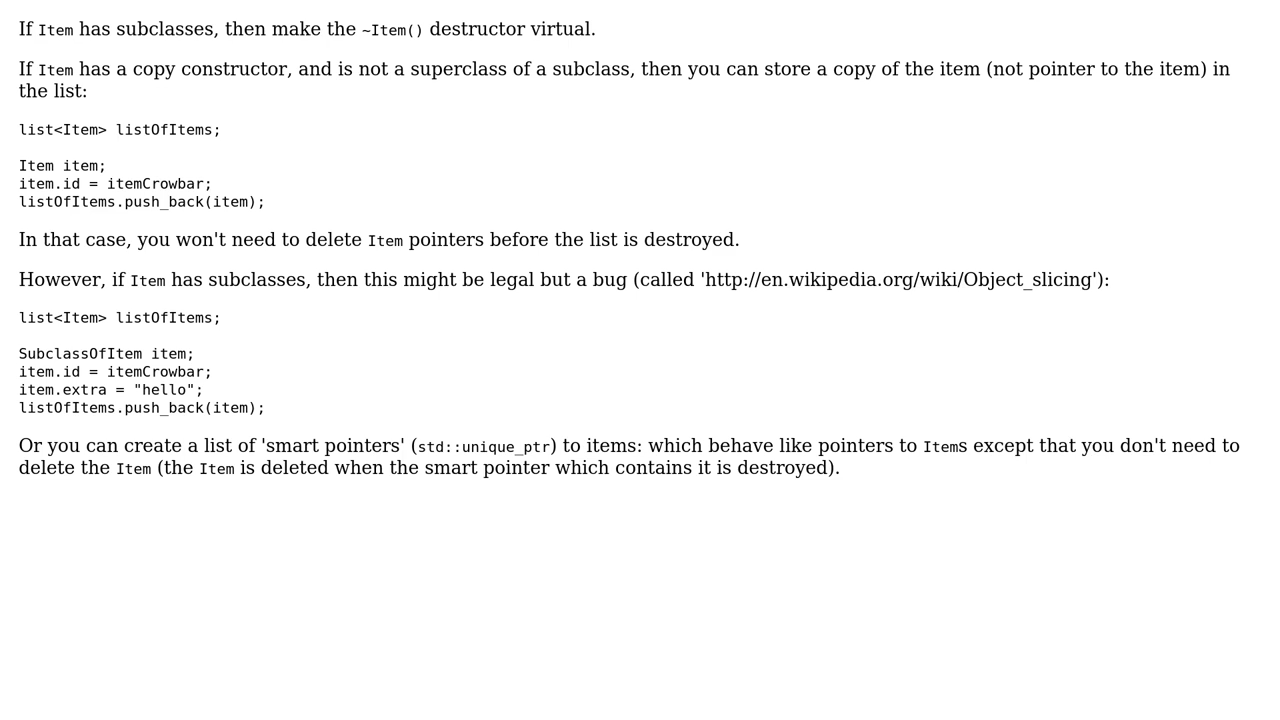 If Item has subclasses, then make the ~Item() destructor virtual.
If Item has a copy constructor, and is not a superclass of a subclass, then you can store a copy of the item (not pointer to the item) in
the list:
list<Item> listOfItems;
Item item;
item.id = itemCrowbar;
listOfItems.push_back(item);
In that case, you won't need to delete Item pointers before the list is destroyed.
However, if Item has subclasses, then this might be legal but a bug (called 'http://en.wikipedia.org/wiki/Object_slicing'):
list<Item> listOfItems;
SubclassOfItem item;
item.id = itemCrowbar;
item.extra = "hello";
listOfItems.push_back(item);
Or you can create a list of 'smart pointers' (std::unique_ptr) to items: which behave like pointers to Items except that you don't need to
delete the Item (the Item is deleted when the smart pointer which contains it is destroyed).